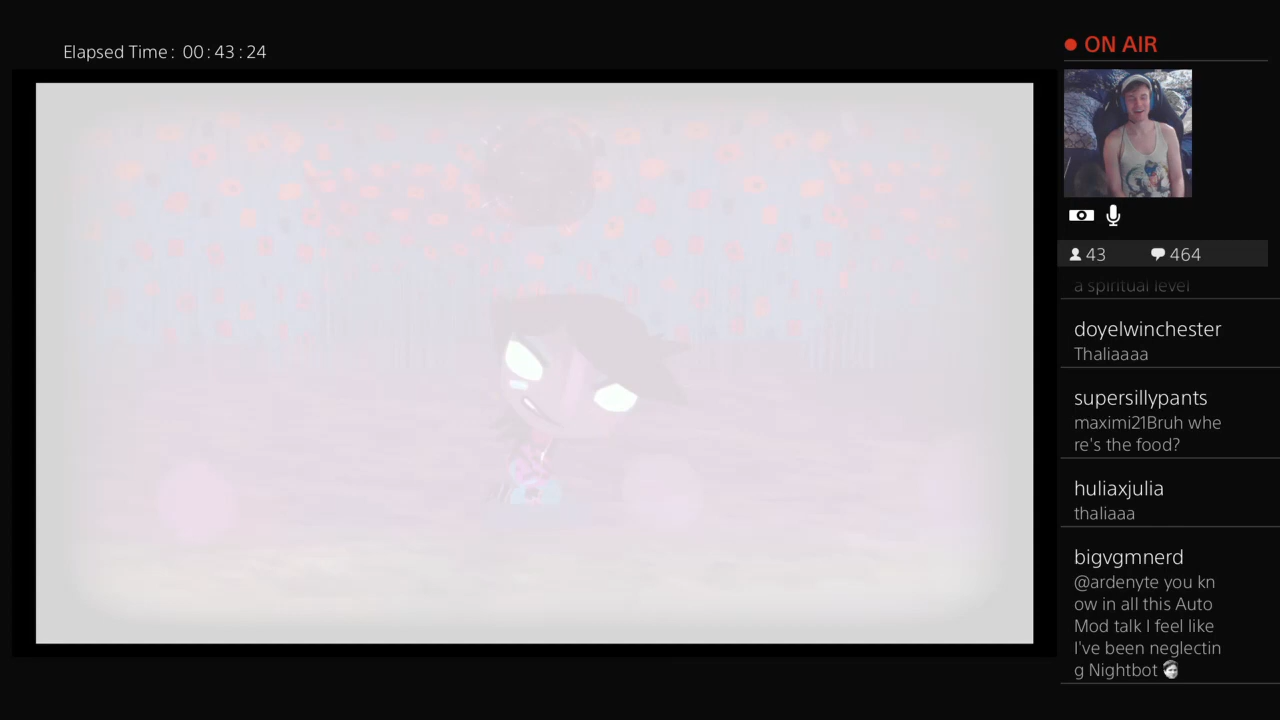 Elapsed Time: 00:43:24
ON AIR
43 464
a spiritual level
doyelwinchester
Thaliaaaa
supersillypants
maximi21Bruh whe
re's the food?
huliaxjulia
thaliaaa
bigvgmnerd
@ardenyte you kn
ow in all this Auto
Mod talk I feel like
I've been neglectin
g Nightbot